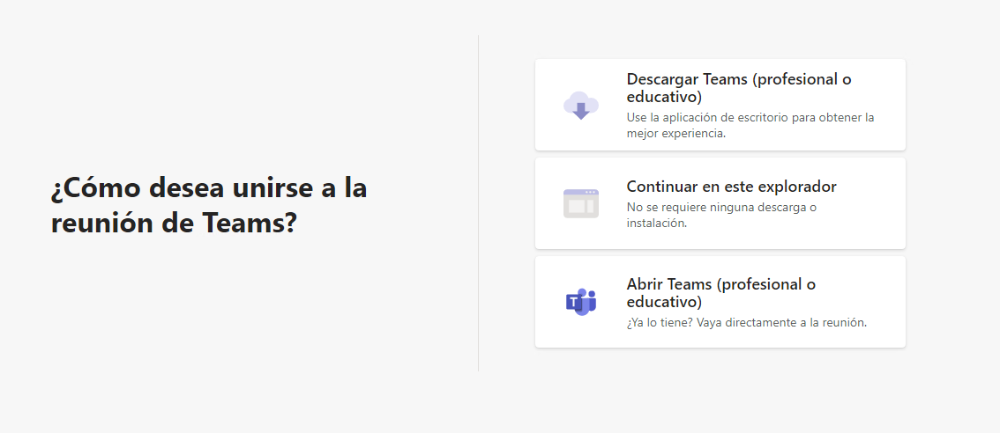 ¿Cómo desea unirse a la
reunión de Teams?
Descargar Teams (profesional o
educativo)
Use la aplicación de escritorio para obtener la
mejor experiencia.
Continuar en este explorador
No se requiere ninguna descarga o
instalación.
T
Abrir Teams (profesional o
educativo)
¿Ya lo tiene? Vaya directamente a la reunión.